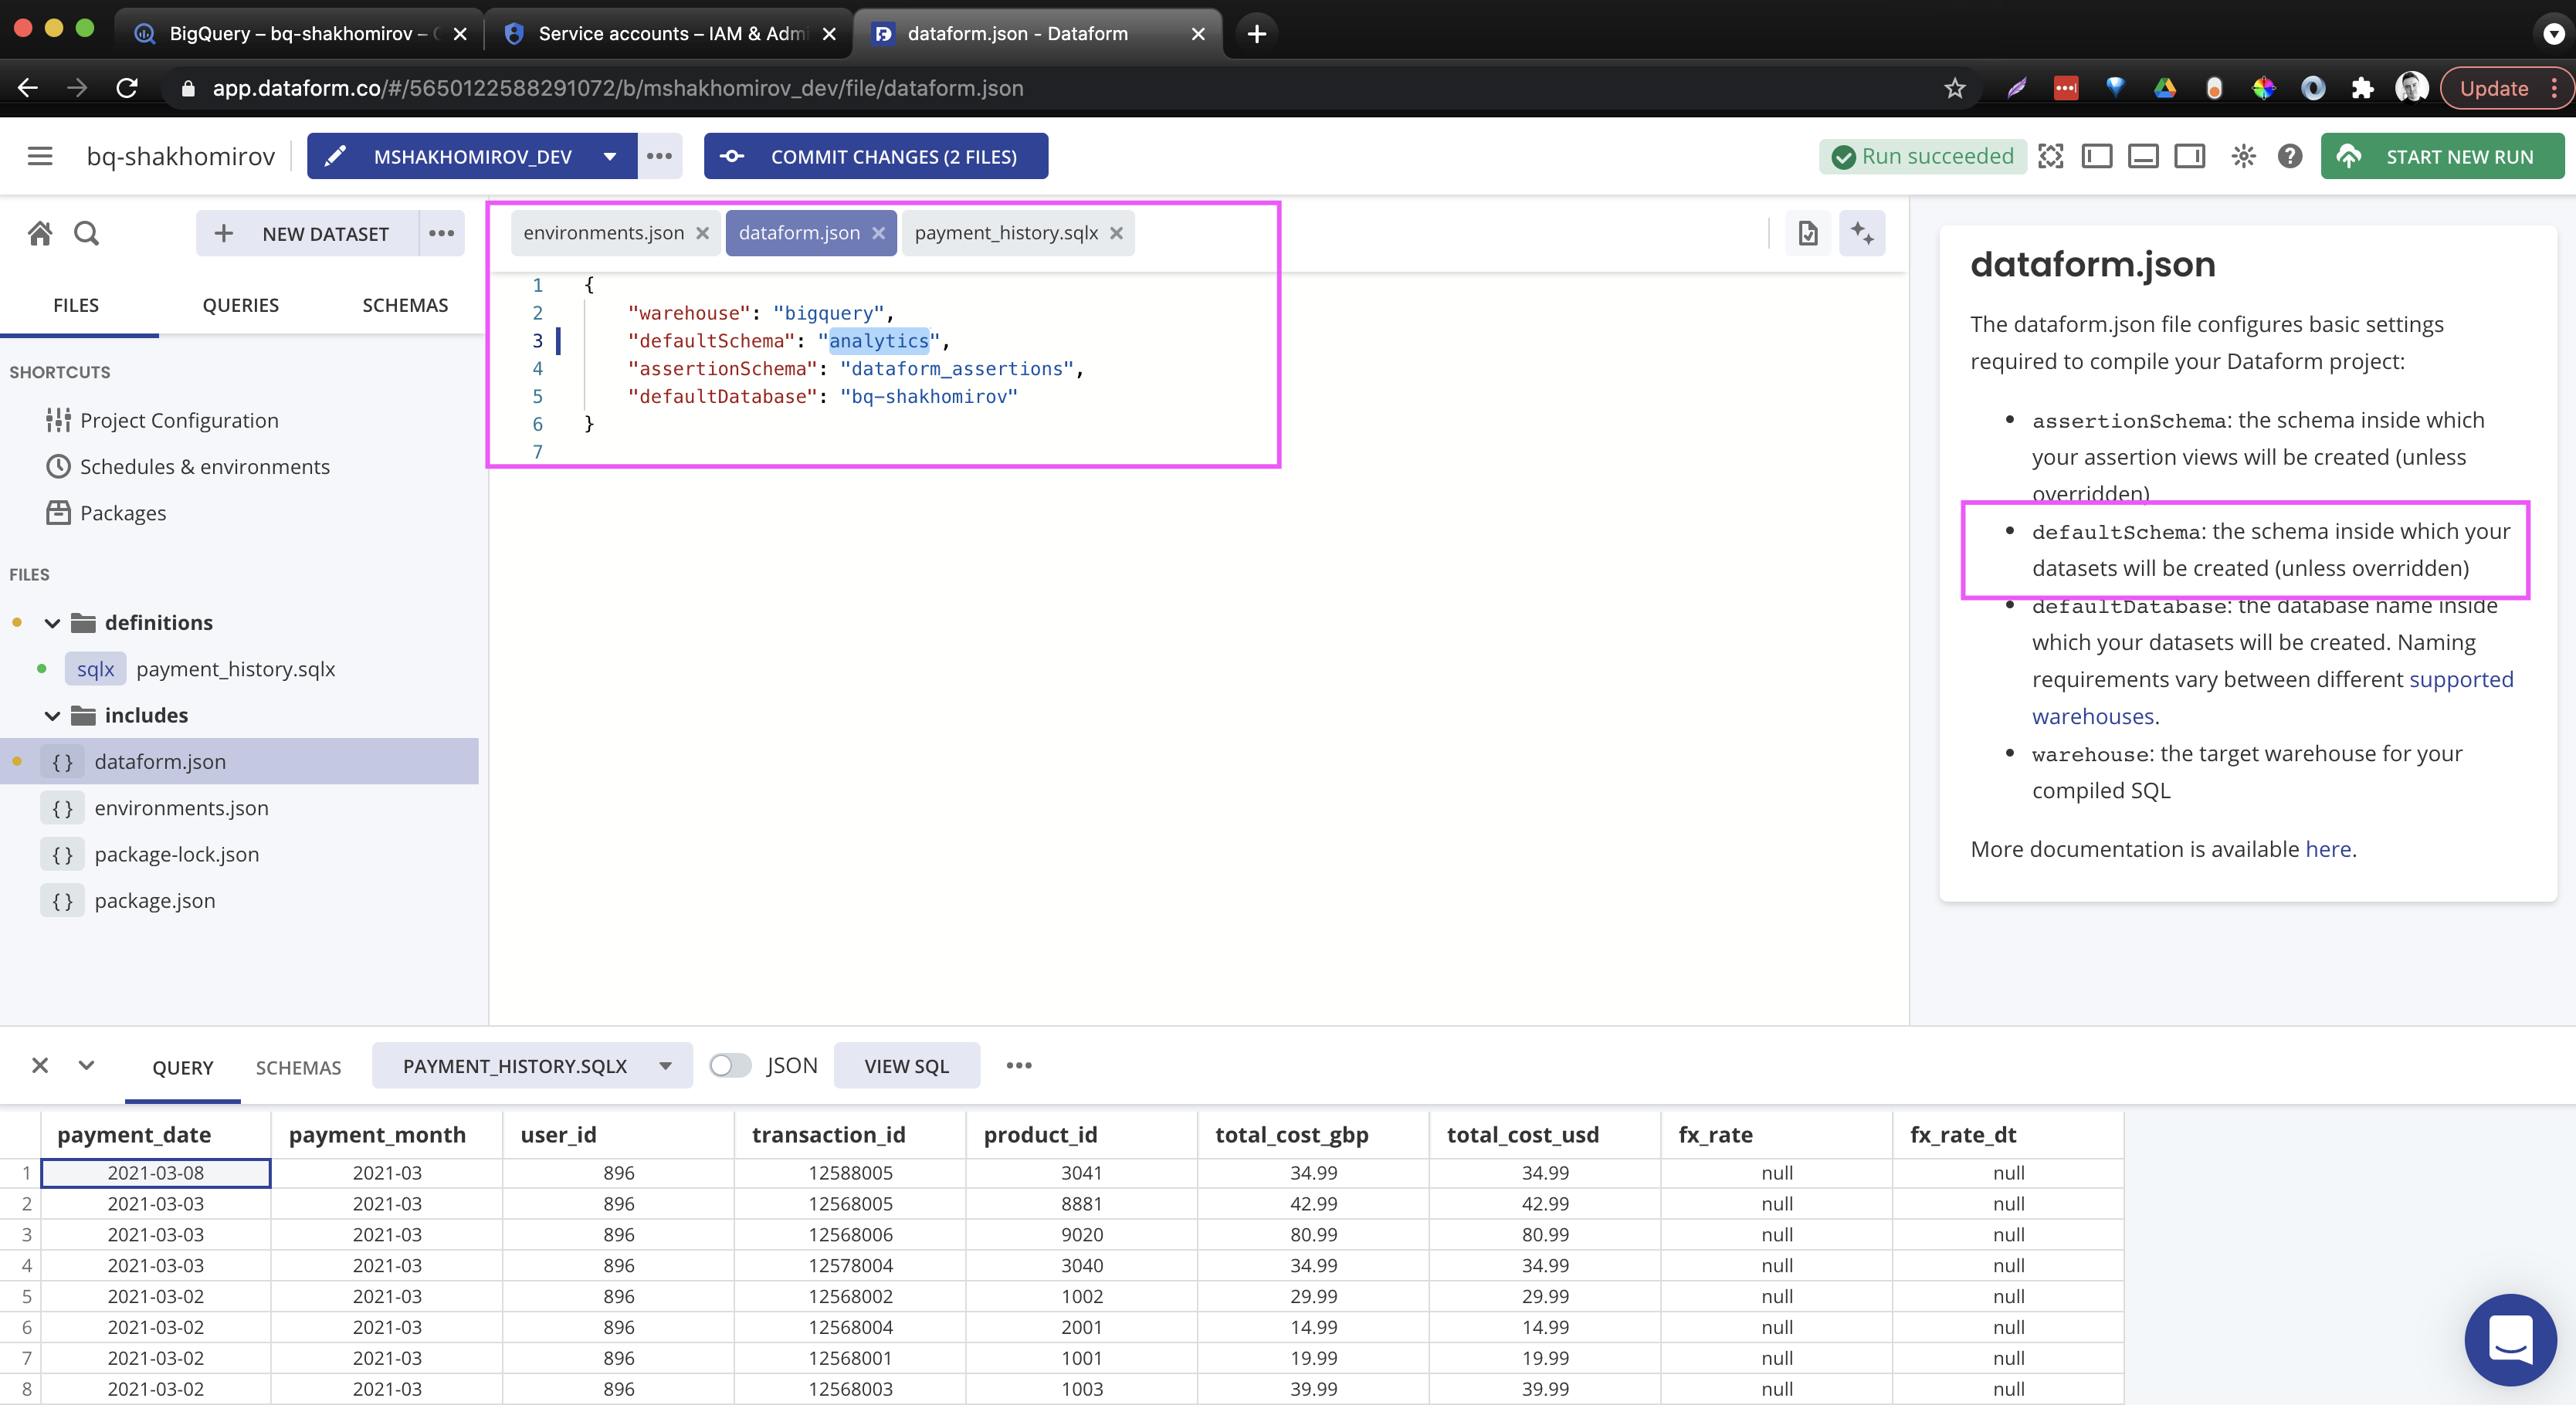 BigQuery – bq-shakhomirov –
Service accounts – IAM & Adm
dataform.json - Dataform
app.dataform.co/#/5650122588291072/b/mshakhomirov_dev/file/dataform.json
Update
bq-shakhomirov
MSHAKHOMIROV_DEV
COMMIT CHANGES (2 FILES)
Run succeeded
START NEW RUN
NEW DATASET
FILES QUERIES SCHEMAS
SHORTCUTS
Project Configuration
Schedules & environments
Packages
FILES
definitions
sqlx payment_history.sqlx
includes
{ } dataform.json
{ } environments.json
{ } package-lock.json
{ } package.json
environments.json dataform.json payment_history.sqlx
1 {
2 "warehouse": "bigquery",
3 "defaultSchema": "analytics",
4 "assertionSchema": "dataform_assertions",
5 "defaultDatabase": "bq-shakhomirov"
6 }
7
dataform.json
The dataform.json file configures basic settings
required to compile your Dataform project:
• assertionSchema: the schema inside which
your assertion views will be created (unless
overridden)
• defaultSchema: the schema inside which your
datasets will be created (unless overridden)
• defaultDatabase: the database name inside
which your datasets will be created. Naming
requirements vary between different supported
warehouses.
• warehouse: the target warehouse for your
compiled SQL
More documentation is available here.
QUERY SCHEMAS PAYMENT_HISTORY.SQLX JSON VIEW SQL
payment_date payment_month user_id transaction_id product_id total_cost_gbp total_cost_usd fx_rate fx_rate_dt
1 2021-03-08 2021-03 896 12588005 3041 34.99 34.99 null null
2 2021-03-03 2021-03 896 12568005 8881 42.99 42.99 null null
3 2021-03-03 2021-03 896 12568006 9020 80.99 80.99 null null
4 2021-03-03 2021-03 896 12578004 3040 34.99 34.99 null null
5 2021-03-02 2021-03 896 12568002 1002 29.99 29.99 null null
6 2021-03-02 2021-03 896 12568004 2001 14.99 14.99 null null
7 2021-03-02 2021-03 896 12568001 1001 19.99 19.99 null null
8 2021-03-02 2021-03 896 12568003 1003 39.99 39.99 null null